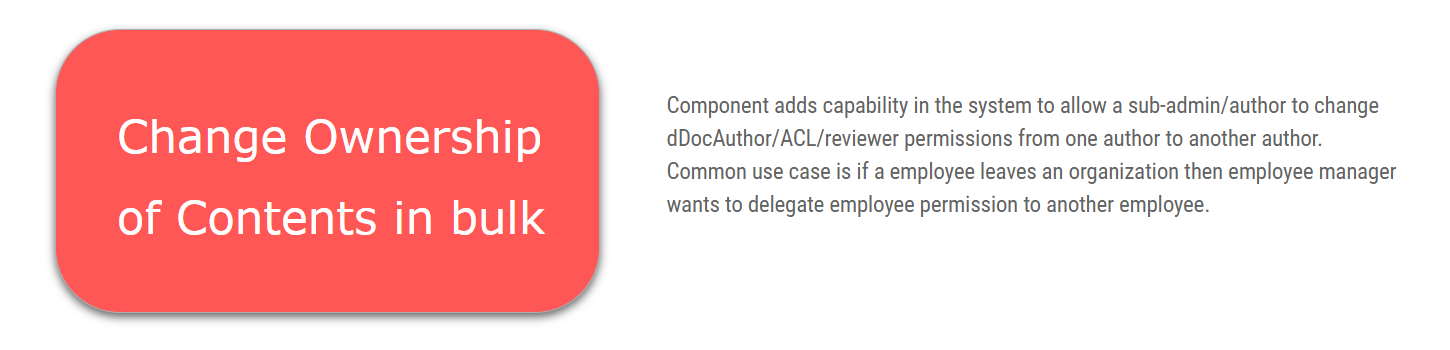 Change Ownership
of Contents in bulk
Component adds capability in the system to allow a sub-admin/author to change
dDocAuthor/ACL/reviewer permissions from one author to another author.
Common use case is if a employee leaves an organization then employee manager
wants to delegate employee permission to another employee.